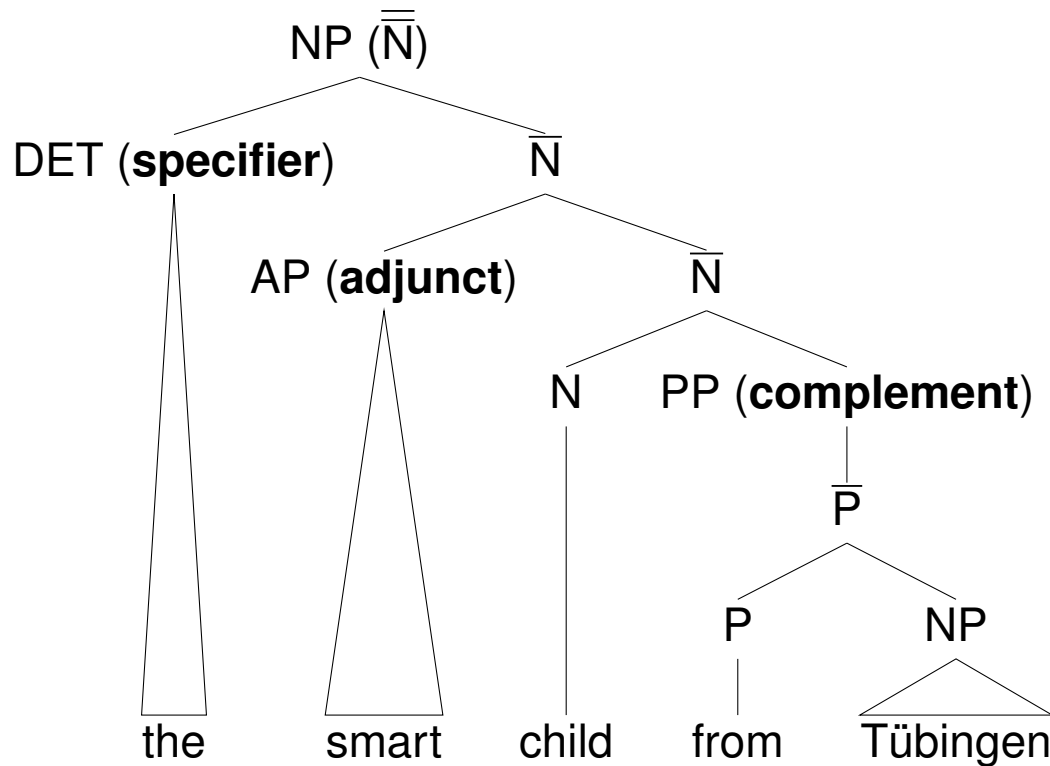 NP (N̿)
DET (specifier) N̅
AP (adjunct) N̅
N PP (complement)
P̅
P NP
the smart child from Tübingen